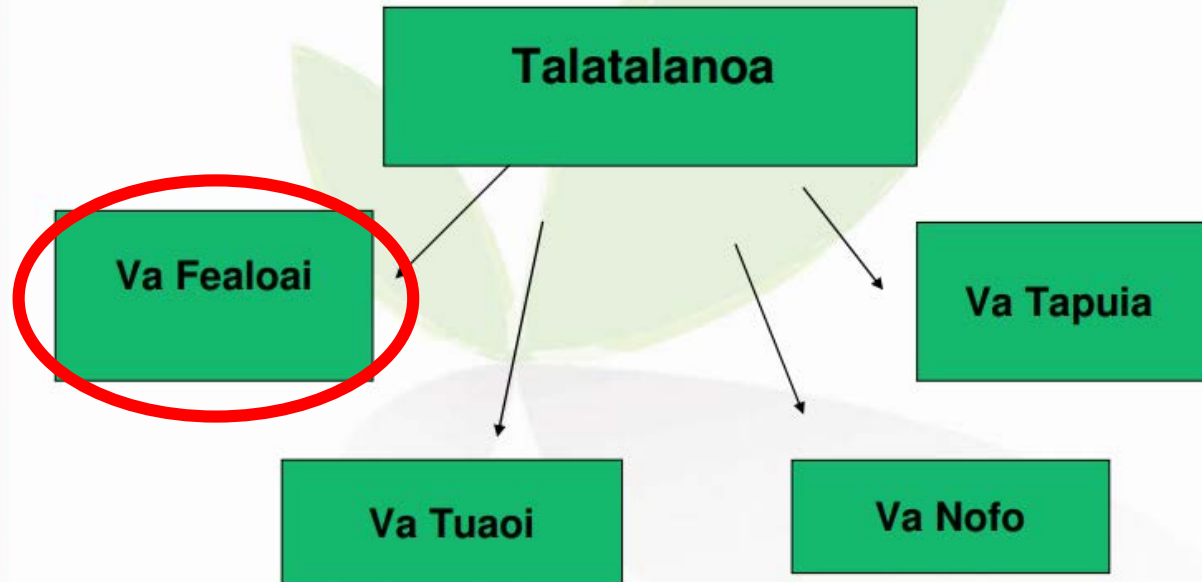 Talatalanoa
Va Fealoai
Va Tapuia
Va Tuaoi
Va Nofo